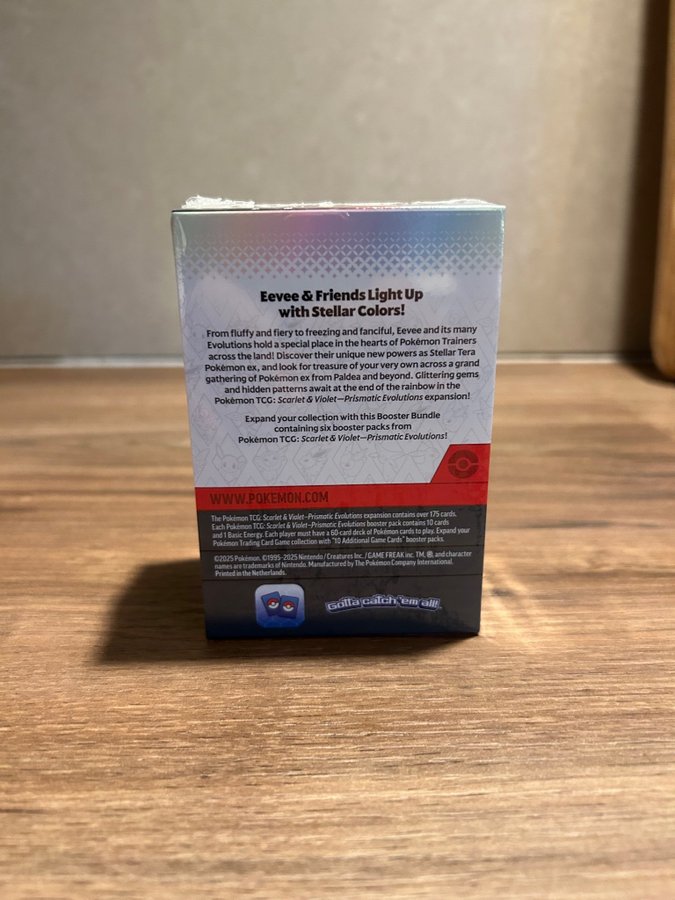 Eevee & Friends Light Up
with Stellar Colors!
From fluffy and fiery to freezing and fanciful, Eevee and its many
Evolutions hold a special place in the hearts of Pokémon Trainers
across the land! Discover their unique new powers as Stellar Tera
Pokémon ex, and look for treasure of your very own across a grand
gathering of Pokémon ex from Paldea and beyond. Glittering gems
and hidden patterns await at the end of the rainbow in the
Pokémon TCG: Scarlet & Violet—Prismatic Evolutions expansion!
Expand your collection with this Booster Bundle
containing six booster packs from
Pokémon TCG: Scarlet & Violet—Prismatic Evolutions!
WWW.POKEMON.COM
The Pokémon TCG: Scarlet & Violet—Prismatic Evolutions expansion contains over 175 cards.
Each Pokémon TCG: Scarlet & Violet—Prismatic Evolutions booster pack contains 10 cards
and 1 Basic Energy. Each player must have a 60-card deck of Pokémon cards to play. Expand your
Pokémon Trading Card Game collection with "10 Additional Game Cards" booster packs.
©2025 Pokémon. ©1995-2025 Nintendo / Creatures Inc. / GAME FREAK inc. TM, ®, and character
names are trademarks of Nintendo. Manufactured by The Pokémon Company International.
Printed in the Netherlands.
Gotta catch 'em all!